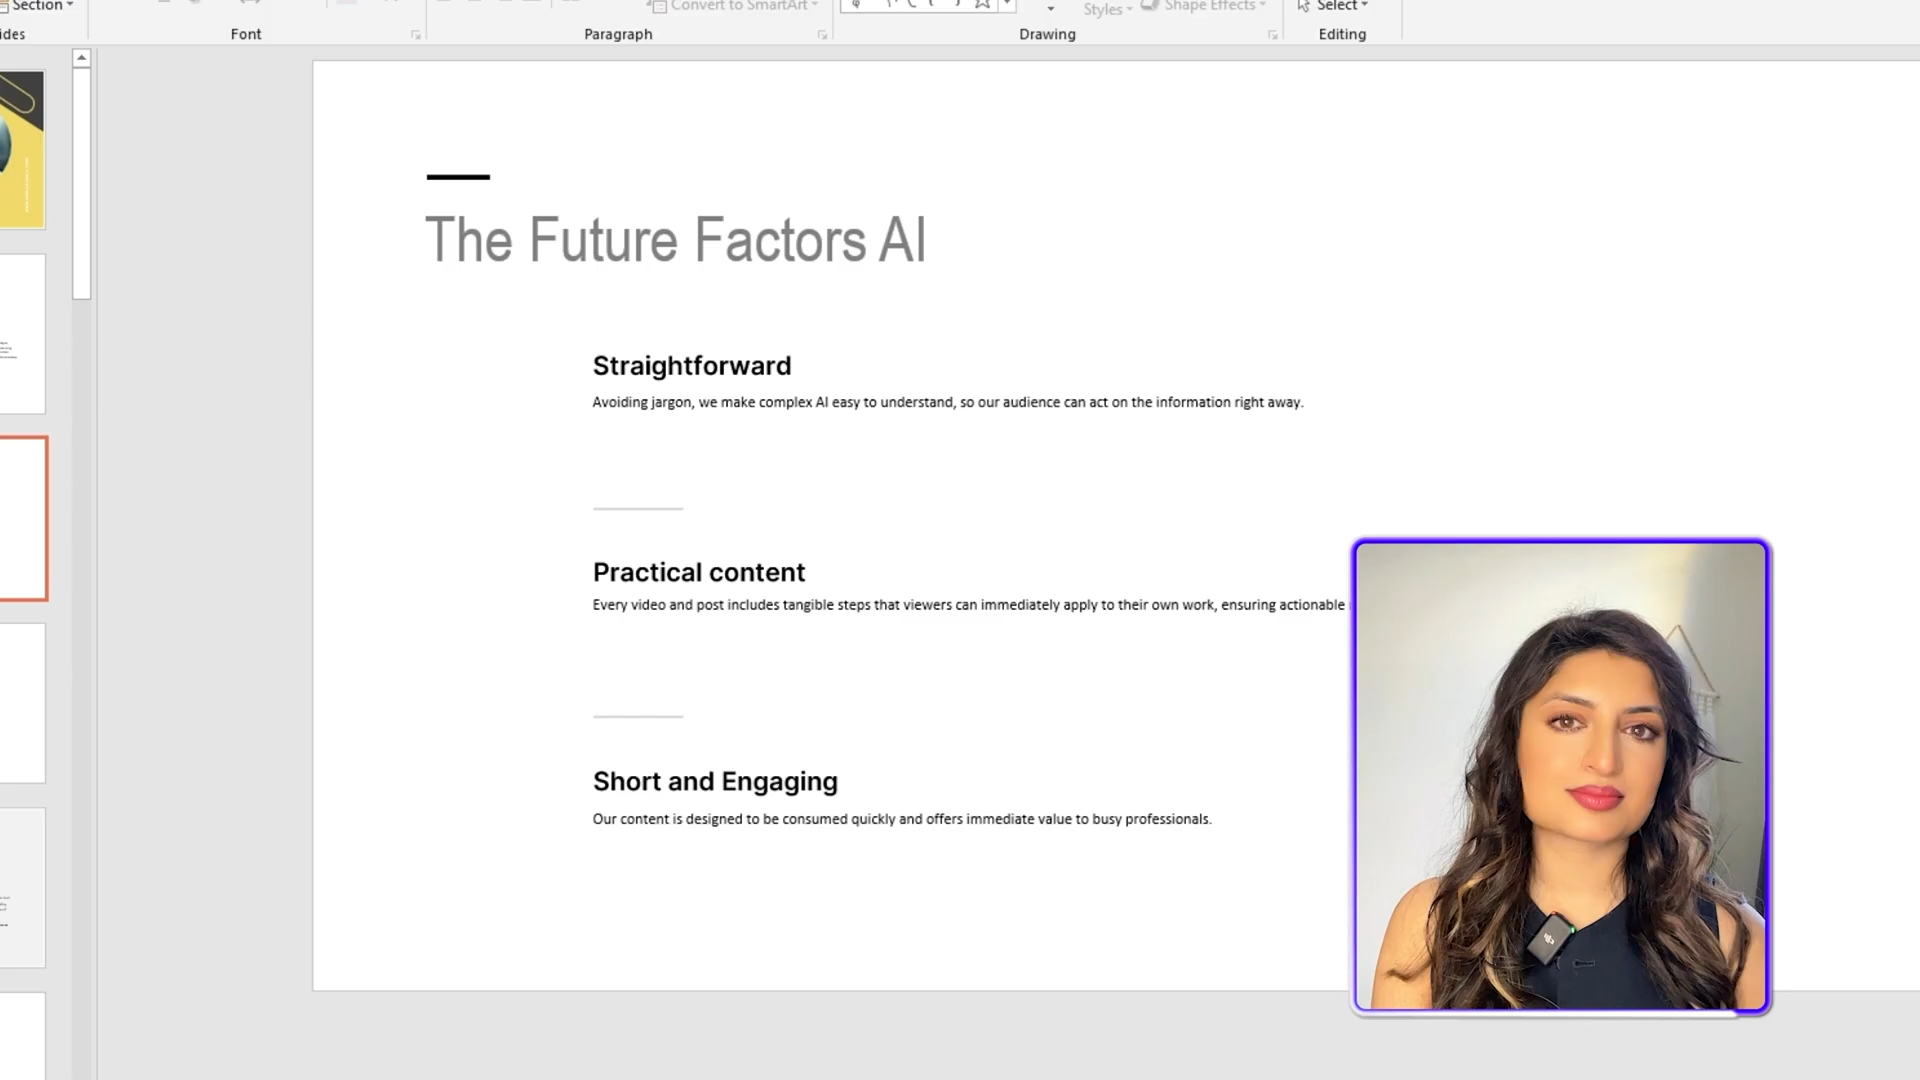 Section
Convert to SmartArt
Styles
Shape Effects
Select
Font
Paragraph
Drawing
Editing
The Future Factors AI
Straightforward
Avoiding jargon, we make complex AI easy to understand, so our audience can act on the information right away.
Practical content
Every video and post includes tangible steps that viewers can immediately apply to their own work, ensuring actionable
Short and Engaging
Our content is designed to be consumed quickly and offers immediate value to busy professionals.